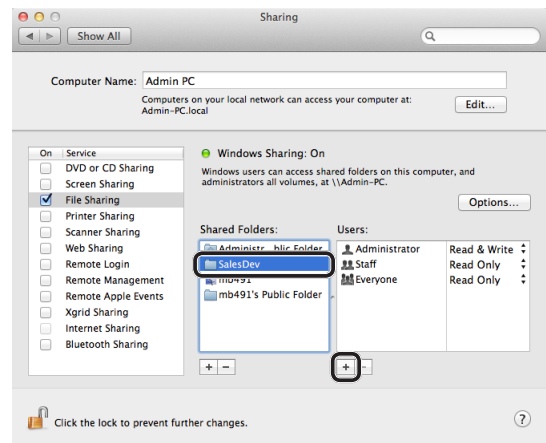 Sharing
Show All
Computer Name: Admin PC
Computers on your local network can access your computer at:
Admin-PC.local
Edit...
On Service
DVD or CD Sharing
Screen Sharing
File Sharing
Printer Sharing
Scanner Sharing
Web Sharing
Remote Login
Remote Management
Remote Apple Events
Xgrid Sharing
Internet Sharing
Bluetooth Sharing
Windows Sharing: On
Windows users can access shared folders on this computer, and
administrators all volumes, at \\Admin-PC.
Options...
Shared Folders:
Administr...blic Folder
SalesDev
mb491
mb491's Public Folder
+ −
Users:
Administrator Read & Write
Staff Read Only
Everyone Read Only
+ −
Click the lock to prevent further changes.
?